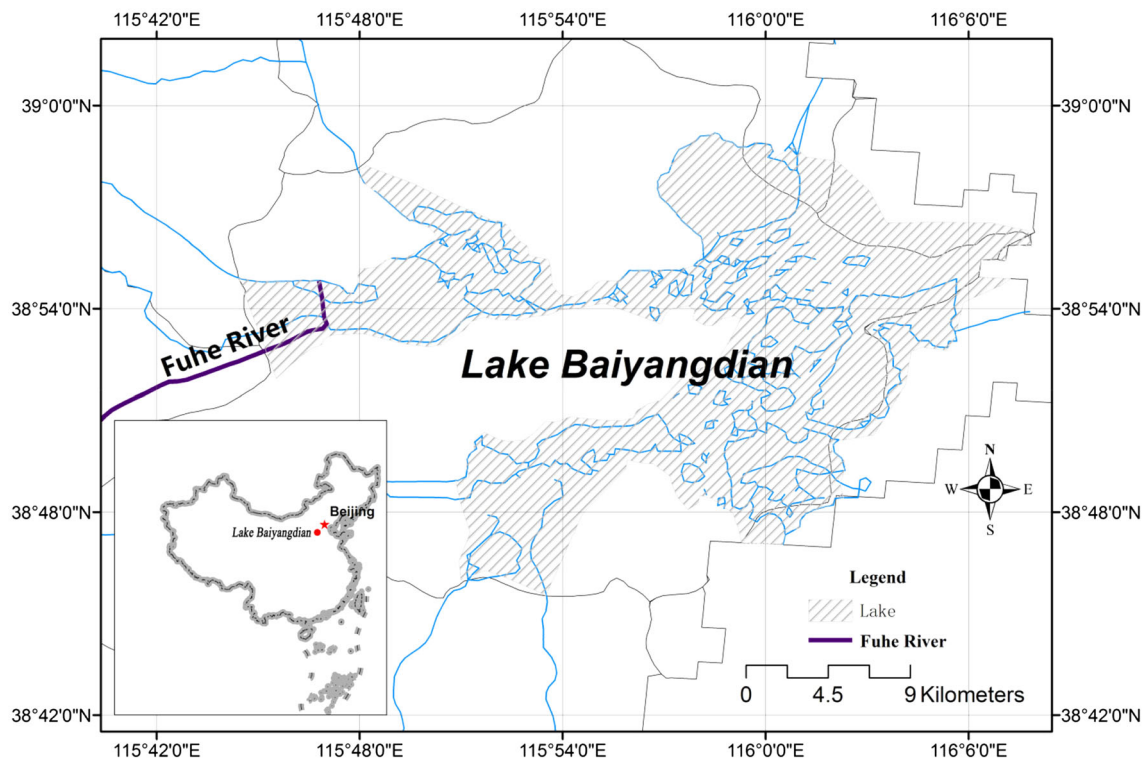 115°42'0"E 115°48'0"E 115°54'0"E 116°0'0"E 116°6'0"E
39°0'0"N 39°0'0"N
38°54'0"N 38°54'0"N
Fuhe River
Lake Baiyangdian
Beijing
Lake Baiyangdian
N
W E
S
38°48'0"N 38°48'0"N
Legend
Lake
Fuhe River
0 4.5 9 Kilometers
38°42'0"N 38°42'0"N
115°42'0"E 115°48'0"E 115°54'0"E 116°0'0"E 116°6'0"E